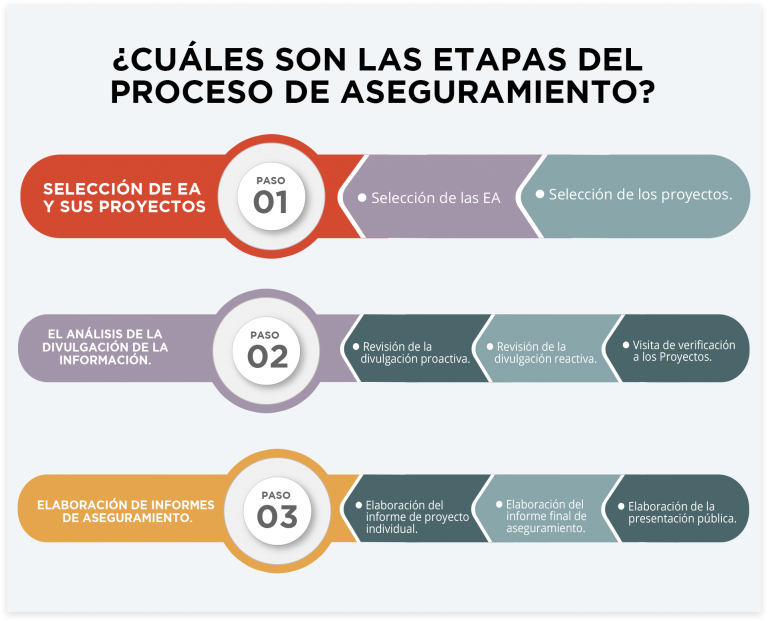 ¿CUÁLES SON LAS ETAPAS DEL
PROCESO DE ASEGURAMIENTO?
SELECCIÓN DE EA
Y SUS PROYECTOS
PASO
01
● Selección de las EA
● Selección de los proyectos.
EL ANÁLISIS DE LA
DIVULGACIÓN DE LA
INFORMACIÓN.
PASO
02
● Revisión de la
divulgación proactiva.
● Revisión de la
divulgación reactiva.
● Visita de verificación
a los Proyectos.
ELABORACIÓN DE INFORMES
DE ASEGURAMIENTO.
PASO
03
● Elaboración del
informe de proyecto
individual.
● Elaboración del
informe final de
aseguramiento.
● Elaboración de la
presentación pública.